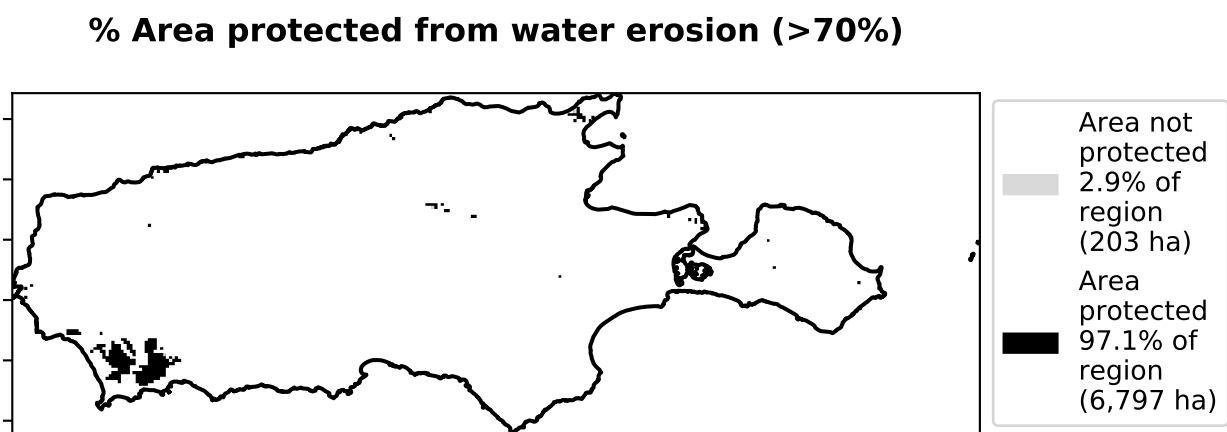 % Area protected from water erosion (>70%)
Area not
protected
2.9% of
region
(203 ha)
Area
protected
97.1% of
region
(6,797 ha)